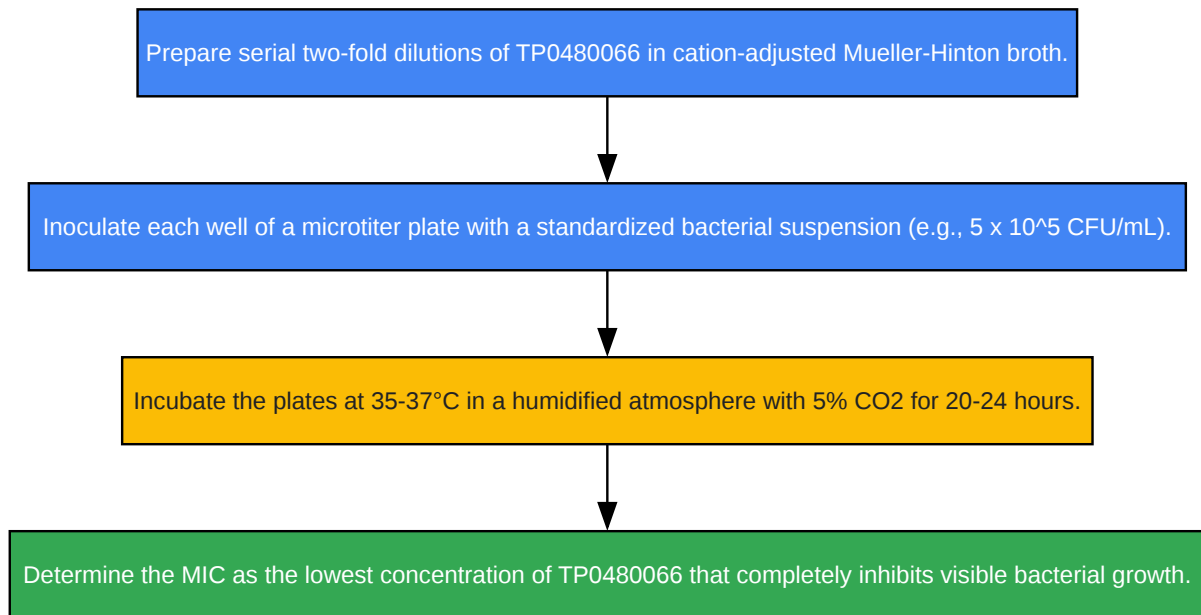 Prepare serial two-fold dilutions of TP0480066 in cation-adjusted Mueller-Hinton broth.
Inoculate each well of a microtiter plate with a standardized bacterial suspension (e.g., 5 x 10^5 CFU/mL).
Incubate the plates at 35-37°C in a humidified atmosphere with 5% CO2 for 20-24 hours.
Determine the MIC as the lowest concentration of TP0480066 that completely inhibits visible bacterial growth.